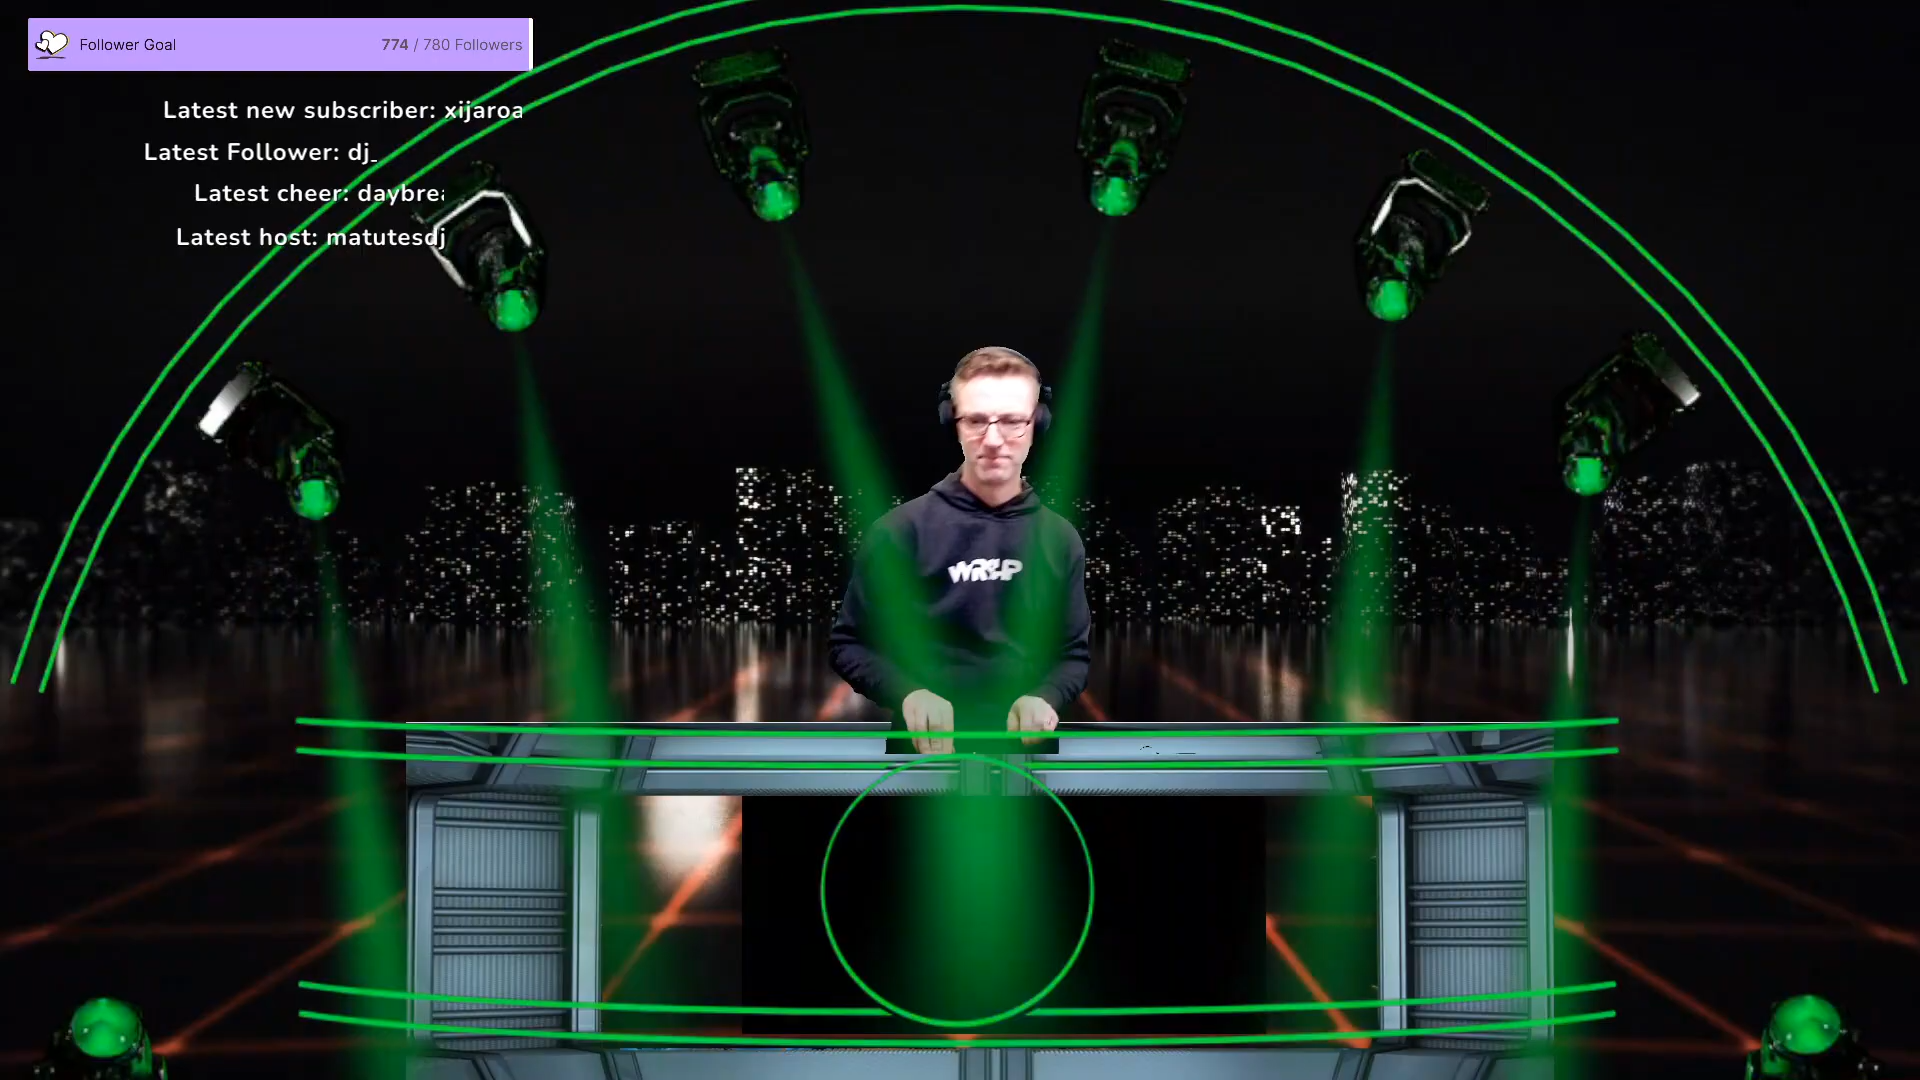 Follower Goal 774 / 780 Followers
Latest new subscriber: xijaroa
Latest Follower: dj_
Latest cheer: daybre
Latest host: matutesdj